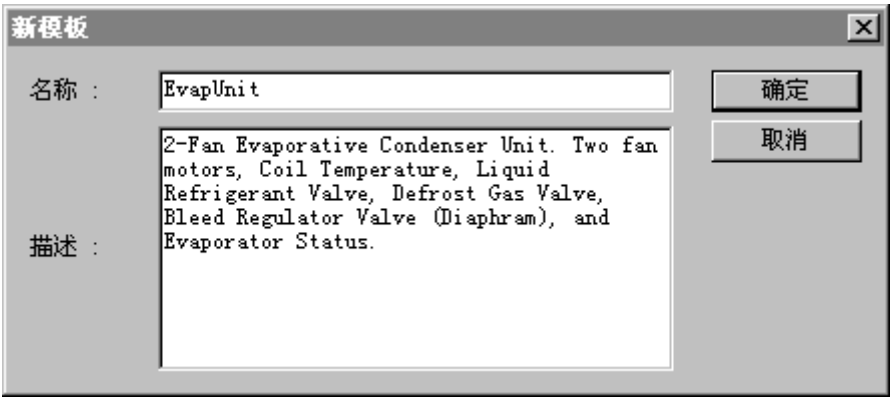 新模板
名称 :
EvapUnit
确定
取消
2-Fan Evaporative Condenser Unit. Two fan
motors, Coil Temperature, Liquid
Refrigerant Valve, Defrost Gas Valve,
Bleed Regulator Valve (Diaphram), and
Evaporator Status.
描述 :